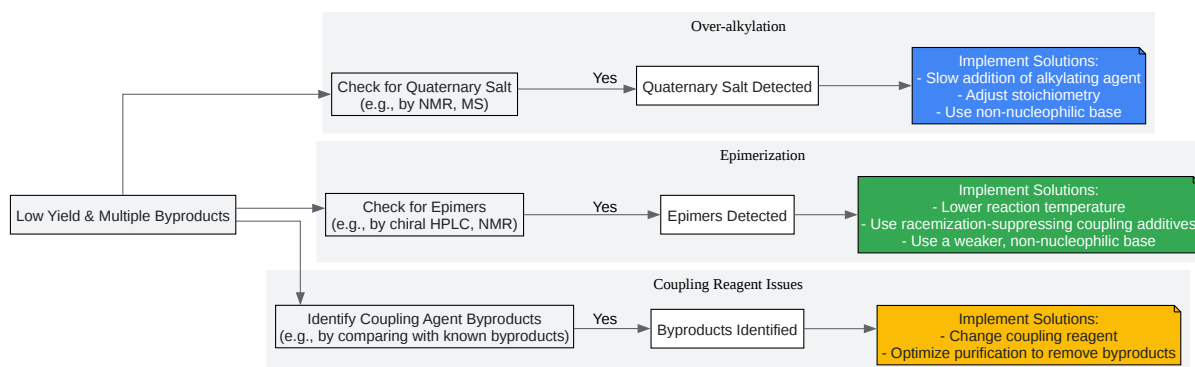 Over-alkylation
Check for Quaternary Salt
(e.g., by NMR, MS)
Yes
Quaternary Salt Detected
Implement Solutions:
- Slow addition of alkylating agent
- Adjust stoichiometry
- Use non-nucleophilic base
Epimerization
Low Yield & Multiple Byproducts
Check for Epimers
(e.g., by chiral HPLC, NMR)
Yes
Epimers Detected
Implement Solutions:
- Lower reaction temperature
- Use racemization-suppressing coupling additives
- Use a weaker, non-nucleophilic base
Coupling Reagent Issues
Identify Coupling Agent Byproducts
(e.g., by comparing with known byproducts)
Yes
Byproducts Identified
Implement Solutions:
- Change coupling reagent
- Optimize purification to remove byproducts